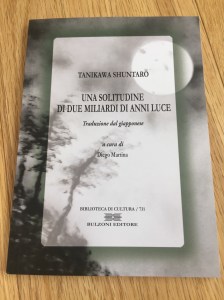 TANIKAWA SHUNTARŌ
UNA SOLITUDINE
DI DUE MILIARDI DI ANNI LUCE
Traduzione dal giapponese
a cura di
Diego Martina
BIBLIOTECA DI CULTURA / 721
BULZONI EDITORE